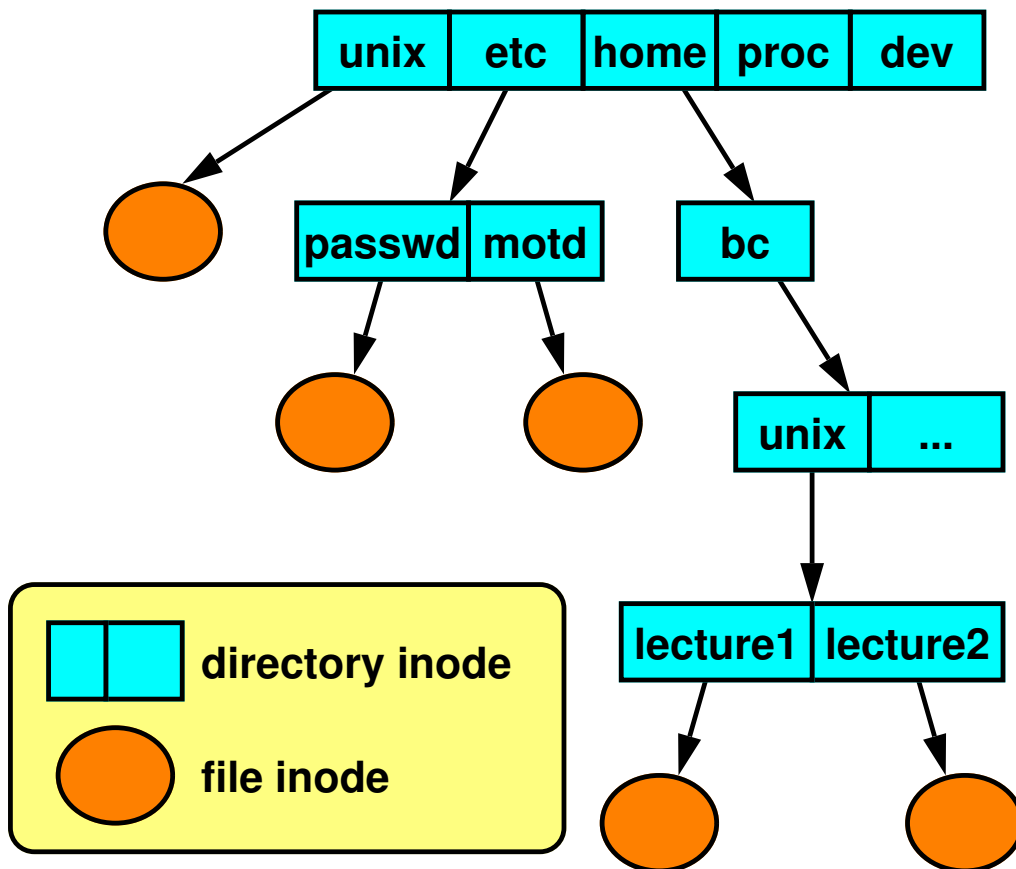 unix etc home proc dev
passwd motd bc
unix ...
lecture1 lecture2
directory inode
file inode